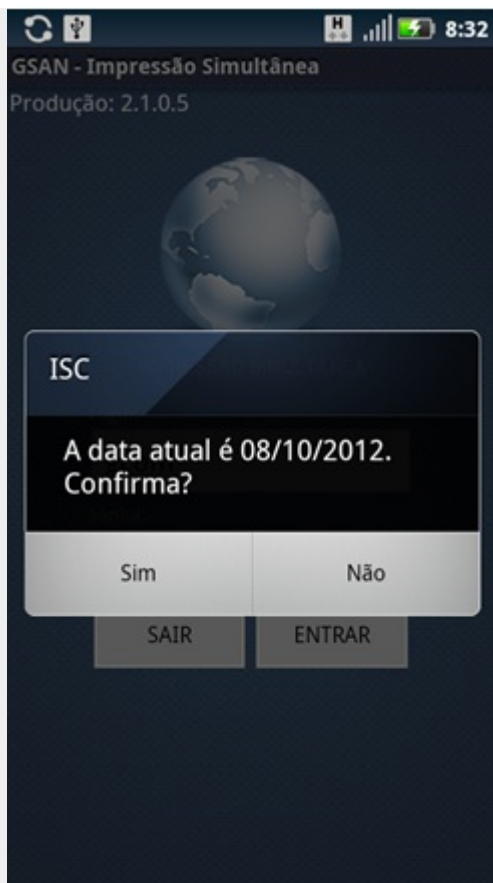 H
8:32
GSAN - Impressão Simultânea
Produção: 2.1.0.5
ISC
A data atual é 08/10/2012.
Confirma?
Sim
Não
SAIR
ENTRAR